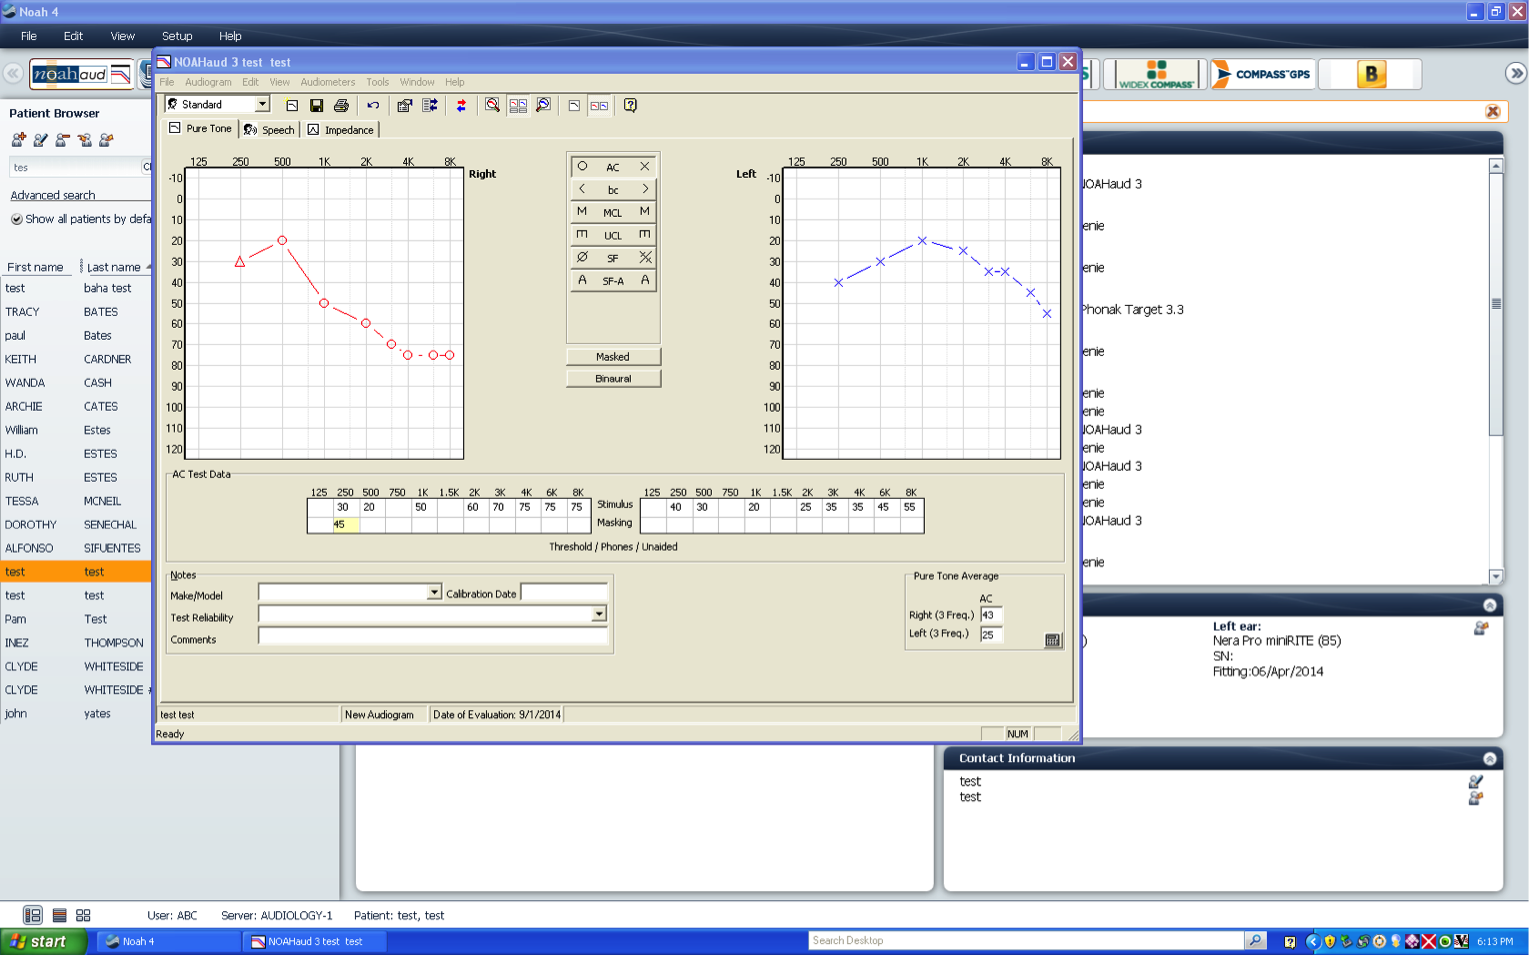 Noah 4
File Edit View Setup Help
noah aud
WIDEX COMPASS
COMPASS GPS
B
Patient Browser
tes
Advanced search
Show all patients by defa
First name Last name
test baha test
TRACY BATES
paul Bates
KEITH CARDNER
WANDA CASH
ARCHIE CATES
William Estes
H.D. ESTES
RUTH ESTES
TESSA MCNEIL
DOROTHY SENECHAL
ALFONSO SIFUENTES
test test
test test
Pam Test
INEZ THOMPSON
CLYDE WHITESIDE
CLYDE WHITESIDE
john yates
NOAHaud 3 test test
File Audiogram Edit View Audiometers Tools Window Help
Standard
Pure Tone Speech Impedance
125 250 500 1K 2K 4K 8K
Right
-10
0
10
20
30
40
50
60
70
80
90
100
110
120
AC
bc
M MCL M
UCL
SF
A SF-A A
Masked
Binaural
Left
125 250 500 1K 2K 4K 8K
-10
0
10
20
30
40
50
60
70
80
90
100
110
120
AC Test Data
125 250 500 750 1K 1.5K 2K 3K 4K 6K 8K
30 20 50 60 70 75 75 75
45
Stimulus
Masking
125 250 500 750 1K 1.5K 2K 3K 4K 6K 8K
40 30 20 25 35 35 45 55
Threshold / Phones / Unaided
Notes
Make/Model Calibration Date
Test Reliability
Comments
Pure Tone Average
AC
Right (3 Freq.) 43
Left (3 Freq.) 25
test test New Audiogram Date of Evaluation: 9/1/2014
Ready NUM
NOAHaud 3
enie
enie
Phonak Target 3.3
enie
enie
enie
NOAHaud 3
enie
NOAHaud 3
enie
enie
NOAHaud 3
enie
Left ear:
Nera Pro miniRITE (85)
SN:
Fitting:06/Apr/2014
Contact Information
test
test
User: ABC Server: AUDIOLOGY-1 Patient: test, test
start Noah 4 NOAHaud 3 test test Search Desktop 6:13 PM